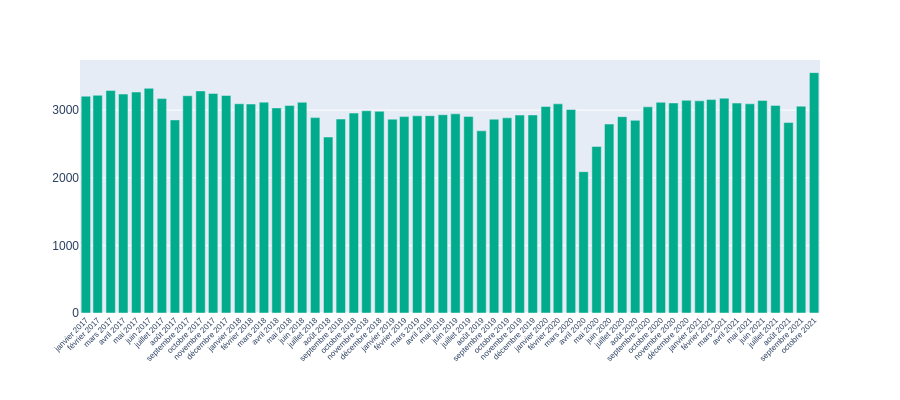 3000
2000
1000
0
janvier 2017
février 2017
mars 2017
avril 2017
mai 2017
juin 2017
juillet 2017
août 2017
septembre 2017
octobre 2017
novembre 2017
décembre 2017
janvier 2018
février 2018
mars 2018
avril 2018
mai 2018
juin 2018
juillet 2018
août 2018
septembre 2018
octobre 2018
novembre 2018
décembre 2018
janvier 2019
février 2019
mars 2019
avril 2019
mai 2019
juin 2019
juillet 2019
août 2019
septembre 2019
octobre 2019
novembre 2019
décembre 2019
janvier 2020
février 2020
mars 2020
avril 2020
mai 2020
juin 2020
juillet 2020
août 2020
septembre 2020
octobre 2020
novembre 2020
décembre 2020
janvier 2021
février 2021
mars 2021
avril 2021
mai 2021
juin 2021
juillet 2021
août 2021
septembre 2021
octobre 2021